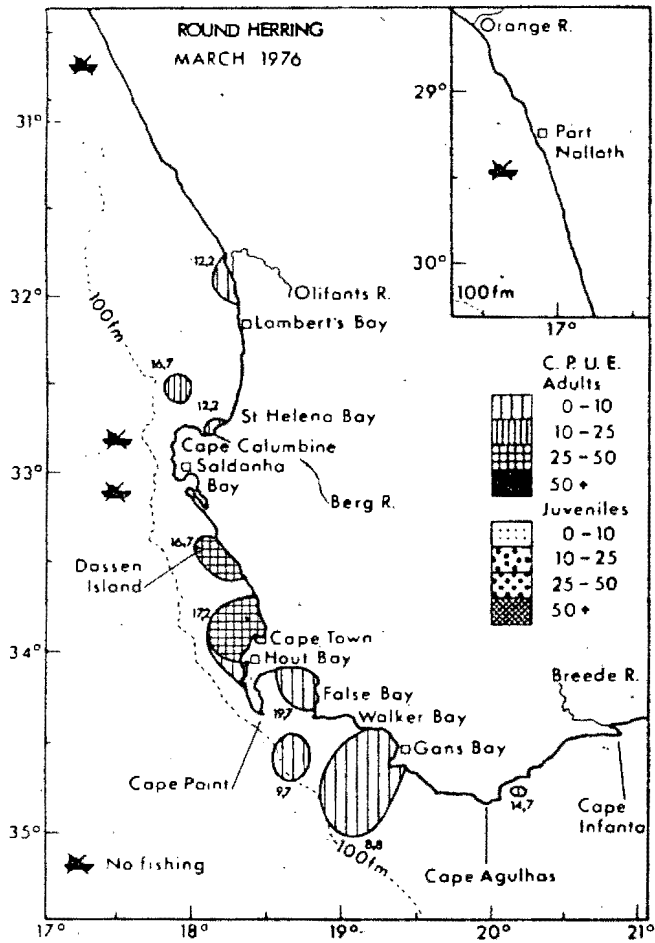 ROUND HERRING
MARCH 1976
Orange R.
29°
Port
Nolloth
30°
100fm
17°
31°
12,2
Olifants R.
32°
Lambert's Bay
100fm
16,7
12,2
St Helena Bay
Cape Columbine
33°
Saldanha
Bay
Berg R.
16,7
Dassen
Island
17,2
Cape Town
34°
Hout Bay
False Bay
19,7
Walker Bay
Gans Bay
Breede R.
Cape Point
9,7
8,8
14,7
Cape
Infanta
35°
100fm
Cape Agulhas
No fishing
C. P. U. E.
Adults
0-10
10-25
25-50
50+
Juveniles
0-10
10-25
25-50
50+
17°
18°
19°
20°
21°